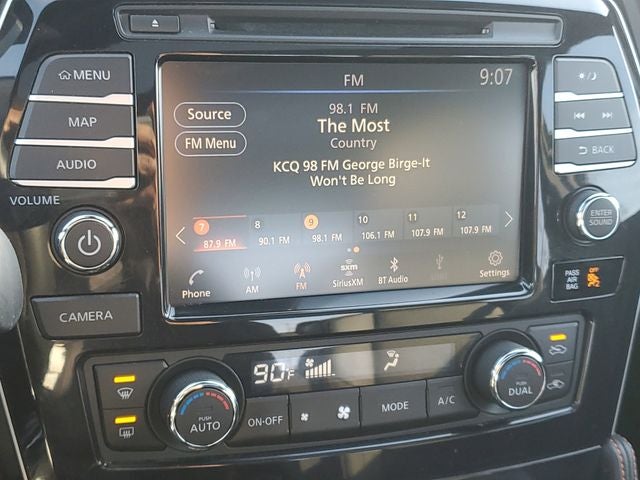 MENU
MAP
AUDIO
VOLUME
CAMERA
FM
9:07
Source
FM Menu
98.1 FM
The Most
Country
KCQ 98 FM George Birge-It
Won't Be Long
7
87.9 FM
8
90.1 FM
9
98.1 FM
10
106.1 FM
11
107.9 FM
12
107.9 FM
Phone
AM
FM
sxm
SiriusXM
BT Audio
Settings
BACK
ENTER
SOUND
PASS
AIR
BAG
OFF
90°F
PUSH
AUTO
ON·OFF
MODE
A/C
PUSH
DUAL